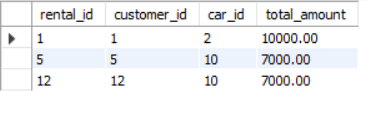 rental_id customer_id car_id total_amount
1 1 2 10000.00
5 5 10 7000.00
12 12 10 7000.00